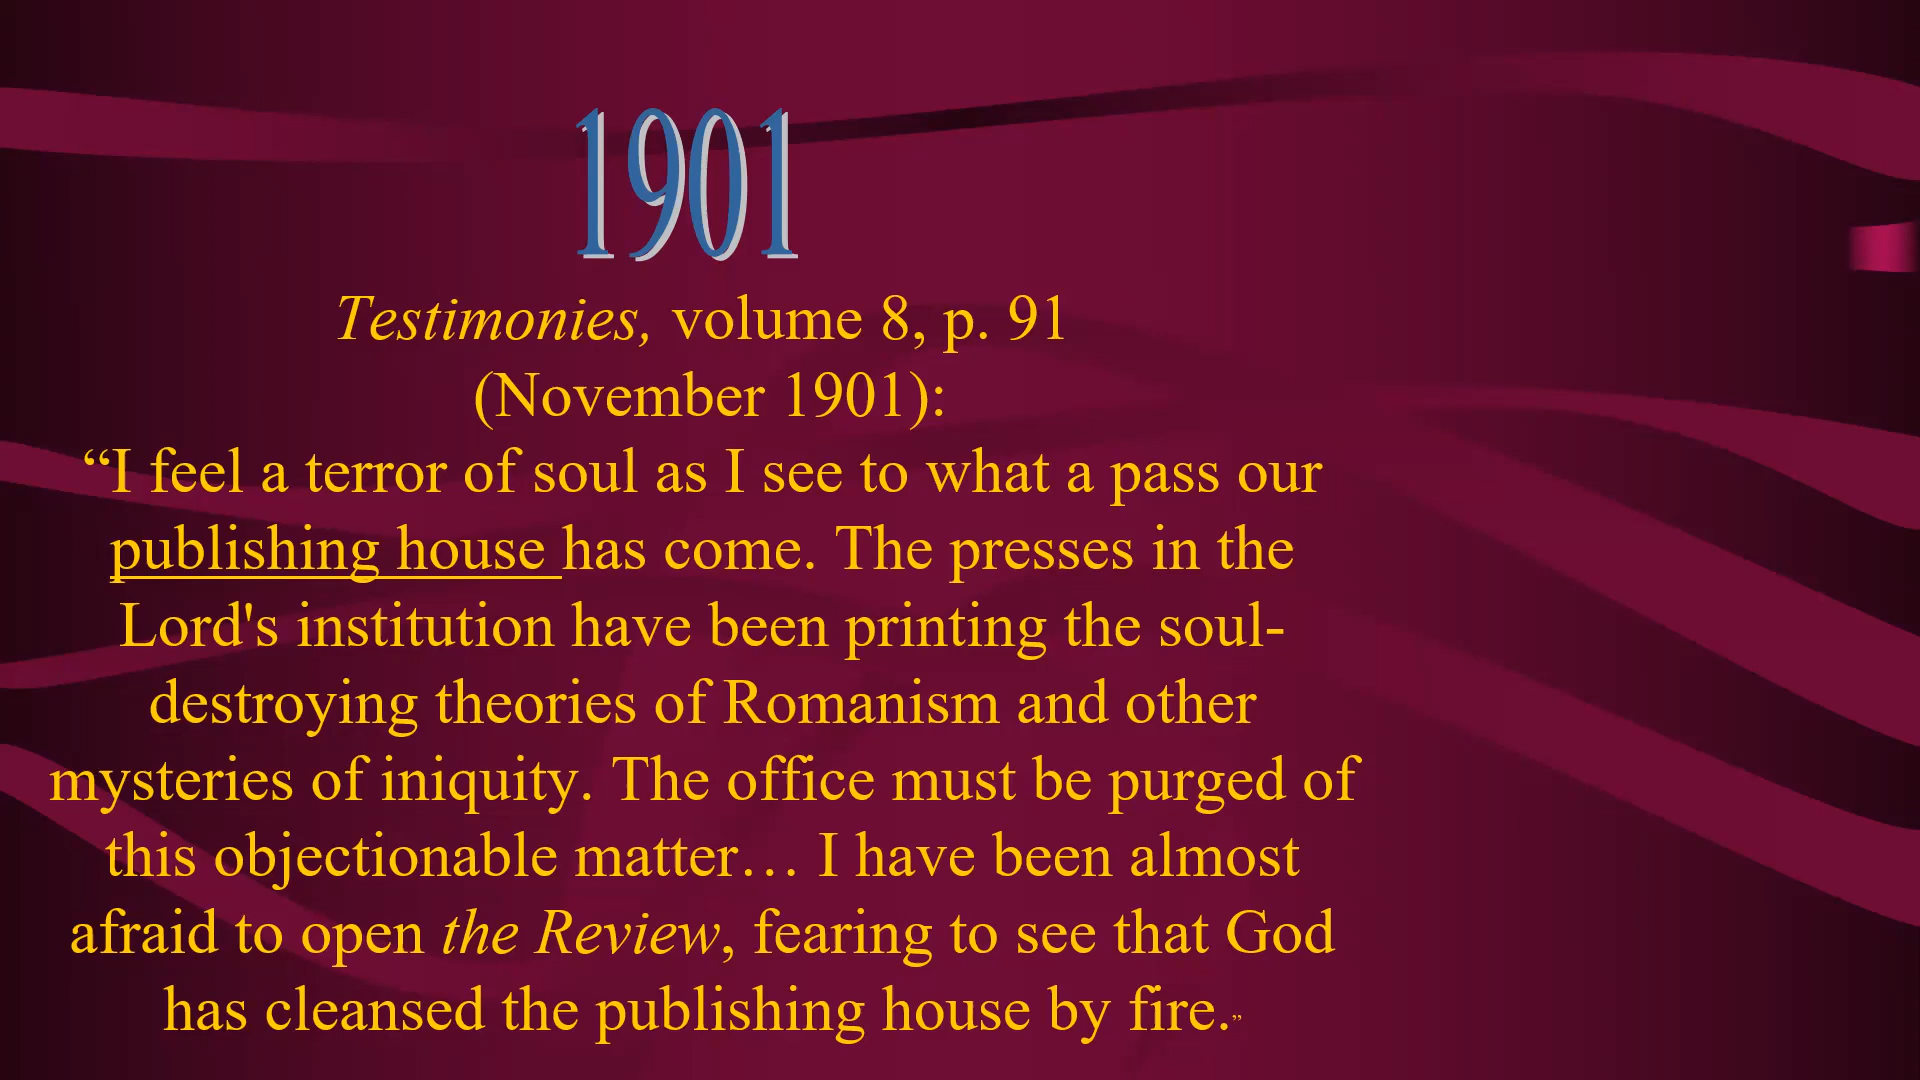 1901
Testimonies, volume 8, p. 91
(November 1901):
“I feel a terror of soul as I see to what a pass our
publishing house has come. The presses in the
Lord's institution have been printing the soul-
destroying theories of Romanism and other
mysteries of iniquity. The office must be purged of
this objectionable matter… I have been almost
afraid to open the Review, fearing to see that God
has cleansed the publishing house by fire.”